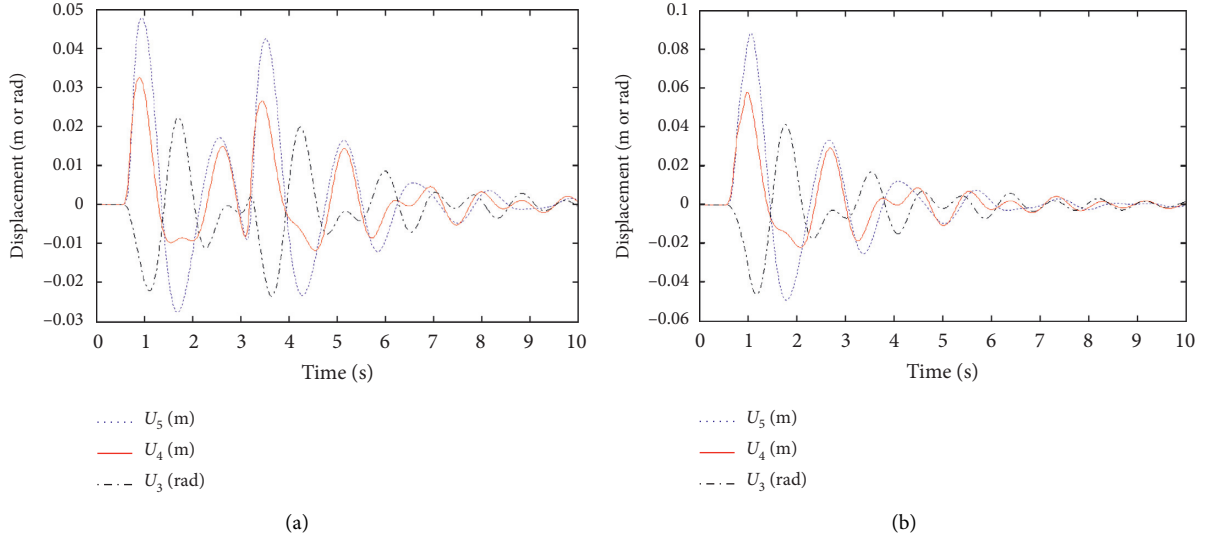 Displacement (m or rad)
0.05
0.04
0.03
0.02
0.01
0
–0.01
–0.02
–0.03
0 1 2 3 4 5 6 7 8 9 10
Time (s)
U5 (m)
U4 (m)
U3 (rad)
(a)
Displacement (m or rad)
0.1
0.08
0.06
0.04
0.02
0
–0.02
–0.04
–0.06
0 1 2 3 4 5 6 7 8 9 10
Time (s)
U5 (m)
U4 (m)
U3 (rad)
(b)